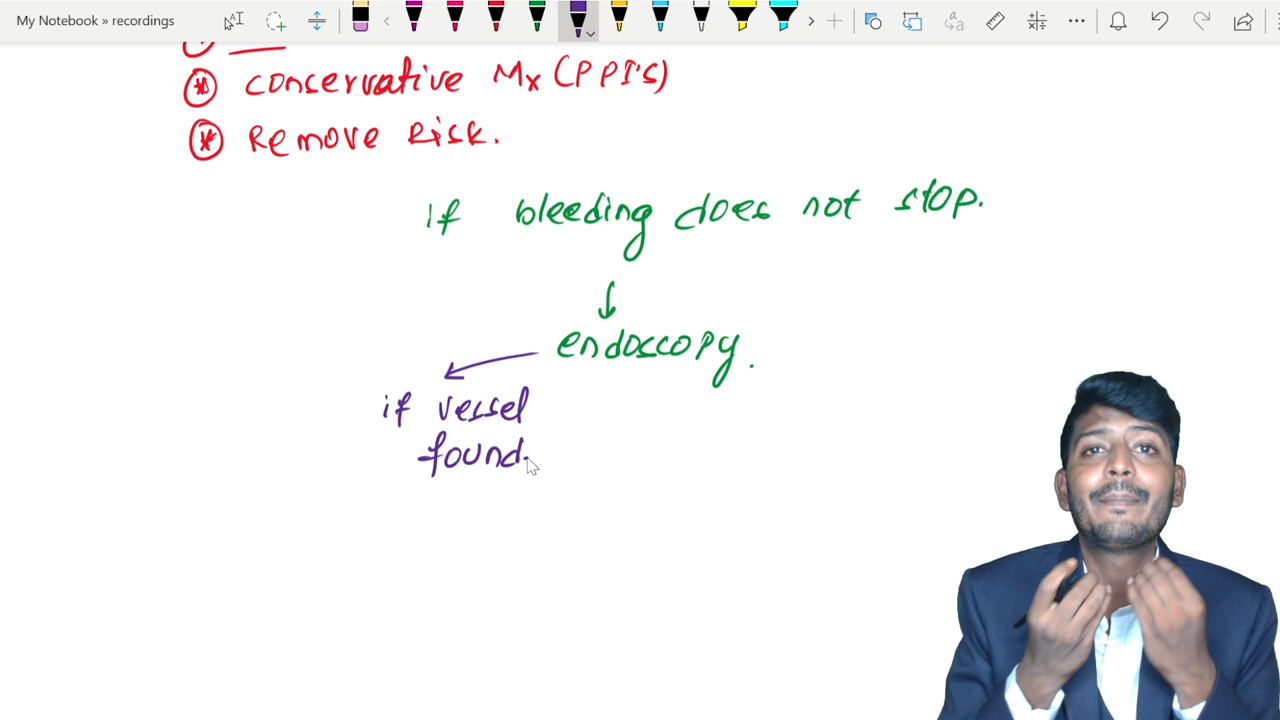 My Notebook » recordings
conservative Mx (PPI's)
Remove Risk.
if bleeding does not stop.
endoscopy.
if vessel
found.